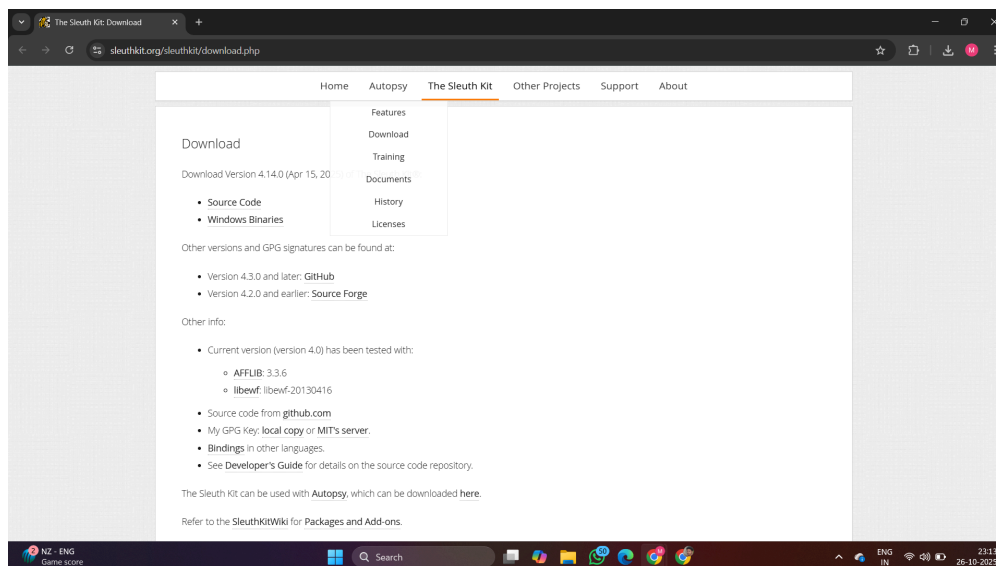 The Sleuth Kit: Download
sleuthkit.org/sleuthkit/download.php
M
Home Autopsy The Sleuth Kit Other Projects Support About
Features
Download
Training
Documents
History
Licenses
Download
Download Version 4.14.0 (Apr 15, 20
• Source Code
• Windows Binaries
Other versions and GPG signatures can be found at:
• Version 4.3.0 and later: GitHub
• Version 4.2.0 and earlier: Source Forge
Other info:
• Current version (version 4.0) has been tested with:
◦ AFFLIB: 3.3.6
◦ libewf: libewf-20130416
• Source code from github.com
• My GPG Key: local copy or MIT's server.
• Bindings in other languages.
• See Developer's Guide for details on the source code repository.
The Sleuth Kit can be used with Autopsy, which can be downloaded here.
Refer to the SleuthKitWiki for Packages and Add-ons.
2
NZ - ENG
Game score
Search
50
ENG
IN
23:13
26-10-2025